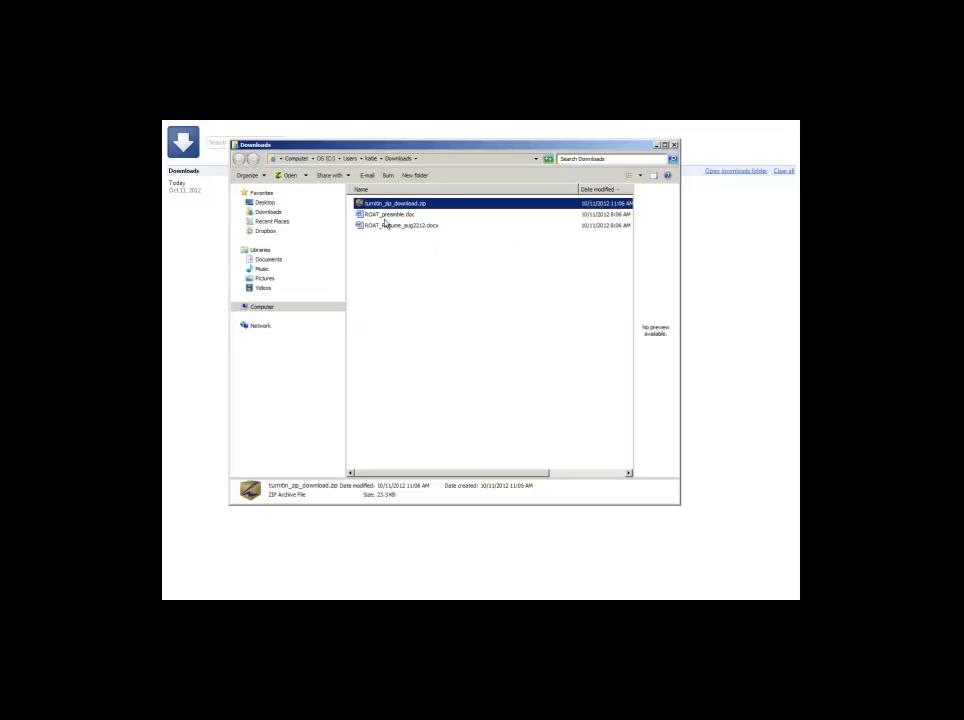 Search
Downloads
Computer
OS (C:)
Users
katie
Downloads
Search Downloads
Downloads
Open downloads folder
Clear all
Organize
Open
Share with
E-mail
Burn
New folder
Today
Oct 11, 2012
Name
Date modified
Favorites
Desktop
Downloads
Recent Places
Dropbox
Libraries
Documents
Music
Pictures
Videos
Computer
Network
turnitin_zip_download.zip 10/11/2012 11:06 AM
ROAT_preamble.doc 10/11/2012 8:06 AM
10/11/2012 8:06 AM
No preview
available.
turnitin_zip_download.zip Date modified: 10/11/2012 11:06 AM Date created: 10/11/2012 11:05 AM
ZIP Archive File Size: 23.3 KB